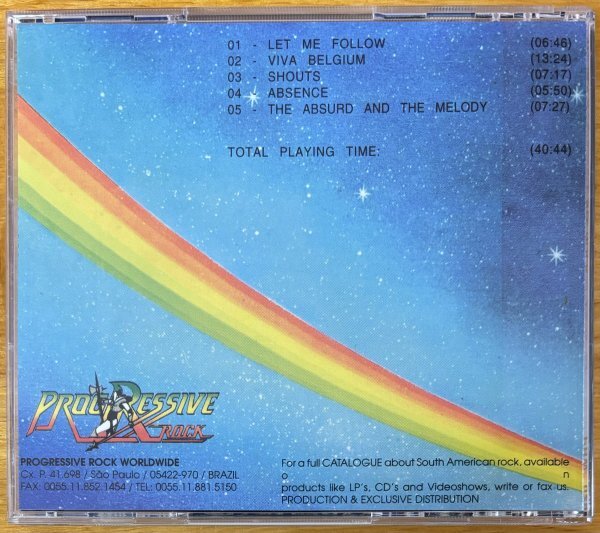 01 - LET ME FOLLOW (06:46)
02 - VIVA BELGIUM (13:24)
03 - SHOUTS (07:17)
04 - ABSENCE (05:50)
05 - THE ABSURD AND THE MELODY (07:27)
TOTAL PLAYING TIME: (40:44)
PROGRESSIVE
ROCK
PROGRESSIVE ROCK WORLDWIDE
Cx. P. 41.698 / São Paulo / 05422-970 / BRAZIL
FAX: 0055.11.852.1454 / TEL: 0055.11.881.5150
For a full CATALOGUE about South American rock, available
o n
products like LP's, CD's and Videoshows, write or fax us.
PRODUCTION & EXCLUSIVE DISTRIBUTION